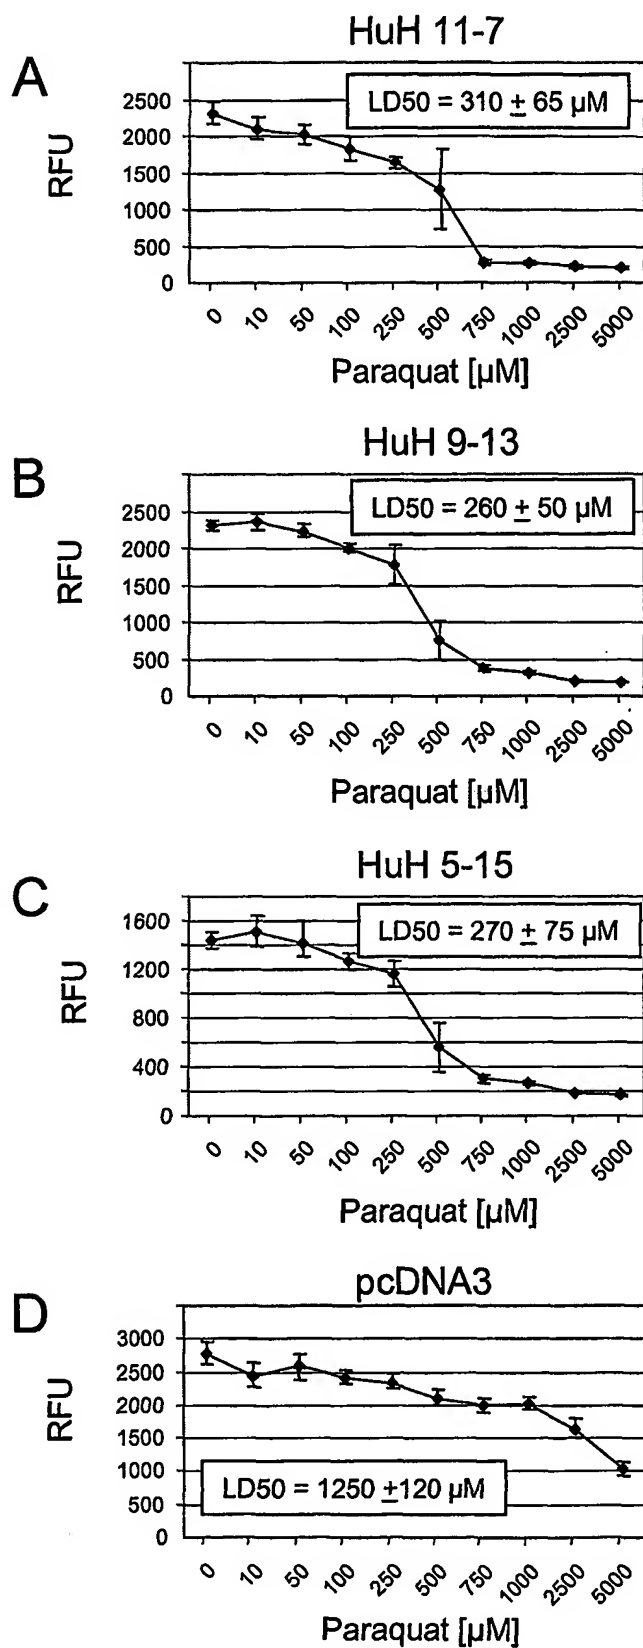 HuH 11-7
A
LD50 = 310 ± 65 µM
RFU
2500
2000
1500
1000
500
0
0 10 50 100 250 500 750 1000 2500 5000
Paraquat [µM]
HuH 9-13
B
LD50 = 260 ± 50 µM
RFU
2500
2000
1500
1000
500
0
0 10 50 100 250 500 750 1000 2500 5000
Paraquat [µM]
HuH 5-15
C
LD50 = 270 ± 75 µM
RFU
1600
1200
800
400
0
0 10 50 100 250 500 750 1000 2500 5000
Paraquat [µM]
pcDNA3
D
RFU
3000
2500
2000
1500
1000
500
0
LD50 = 1250 ±120 µM
0 10 50 100 250 500 750 1000 2500 5000
Paraquat [µM]